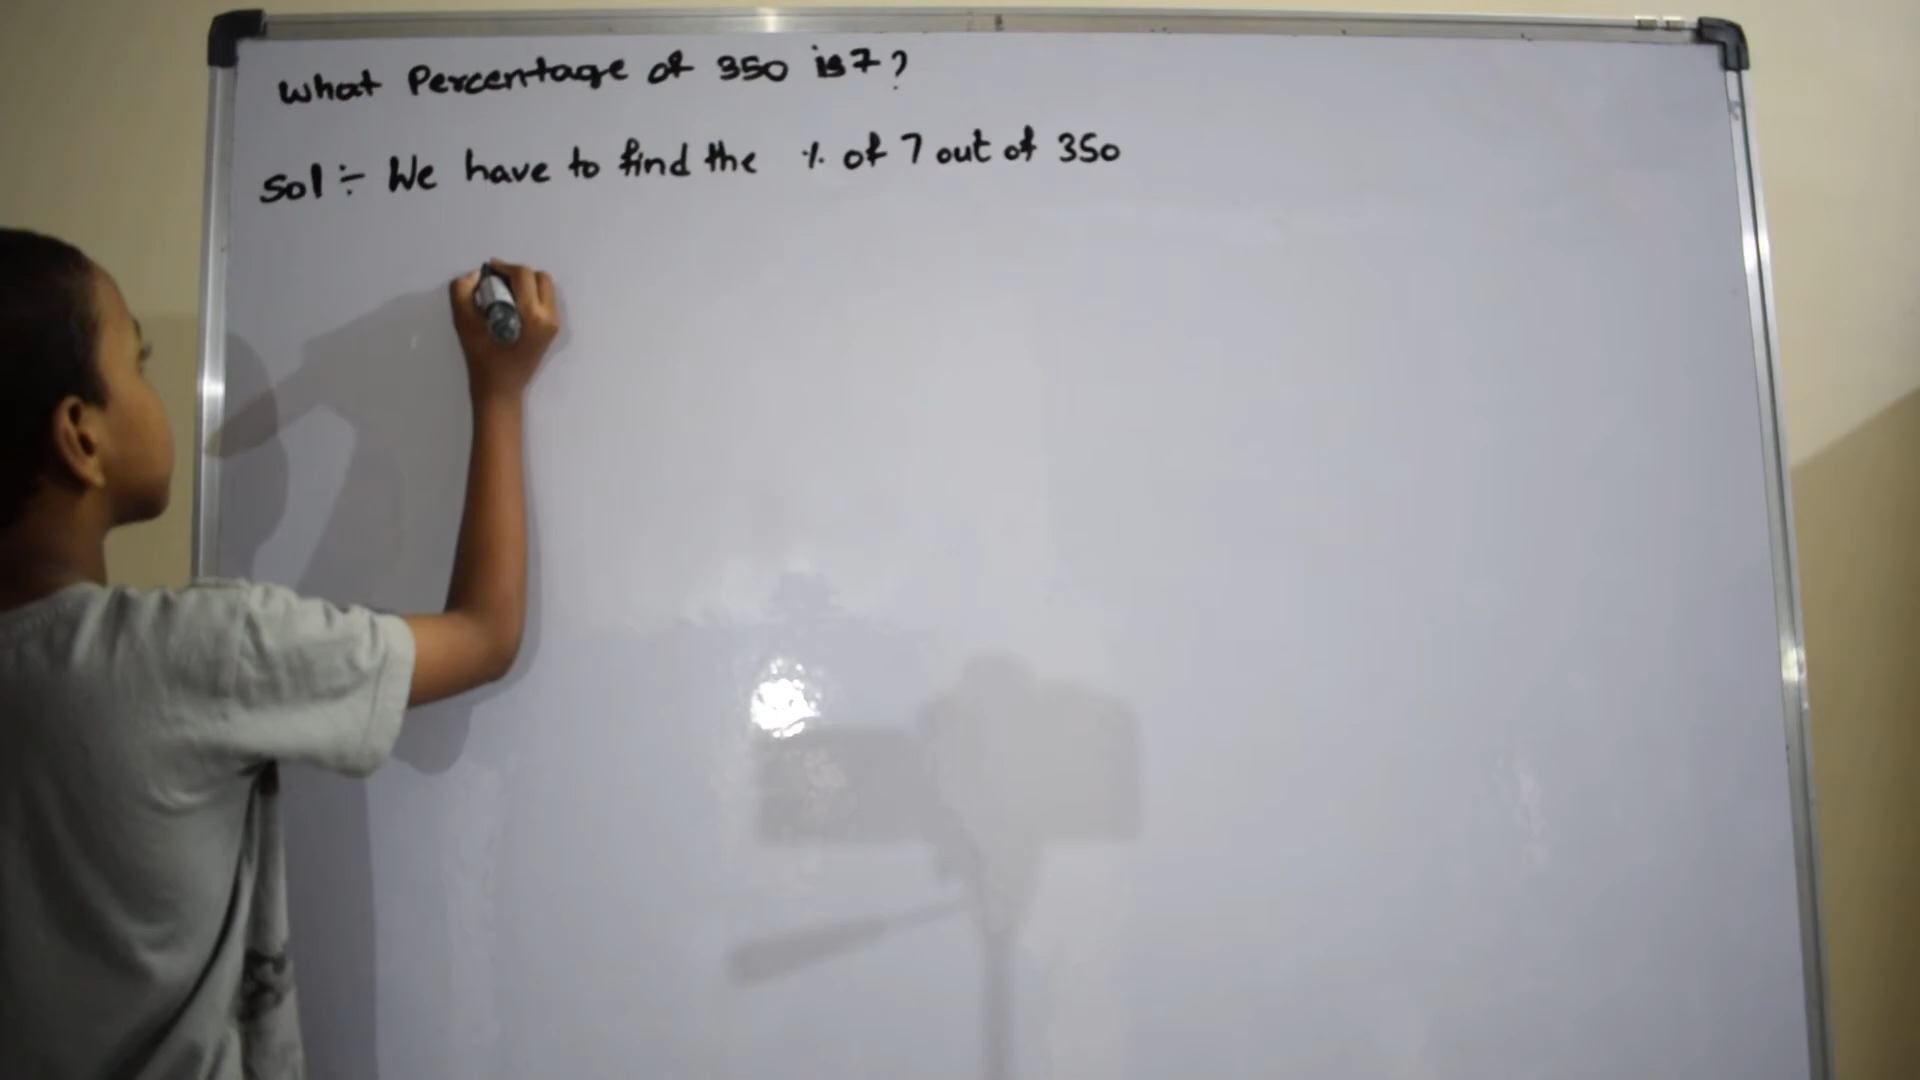 What Percentage of 350 is 7?
Sol ÷ We have to find the % of 7 out of 350